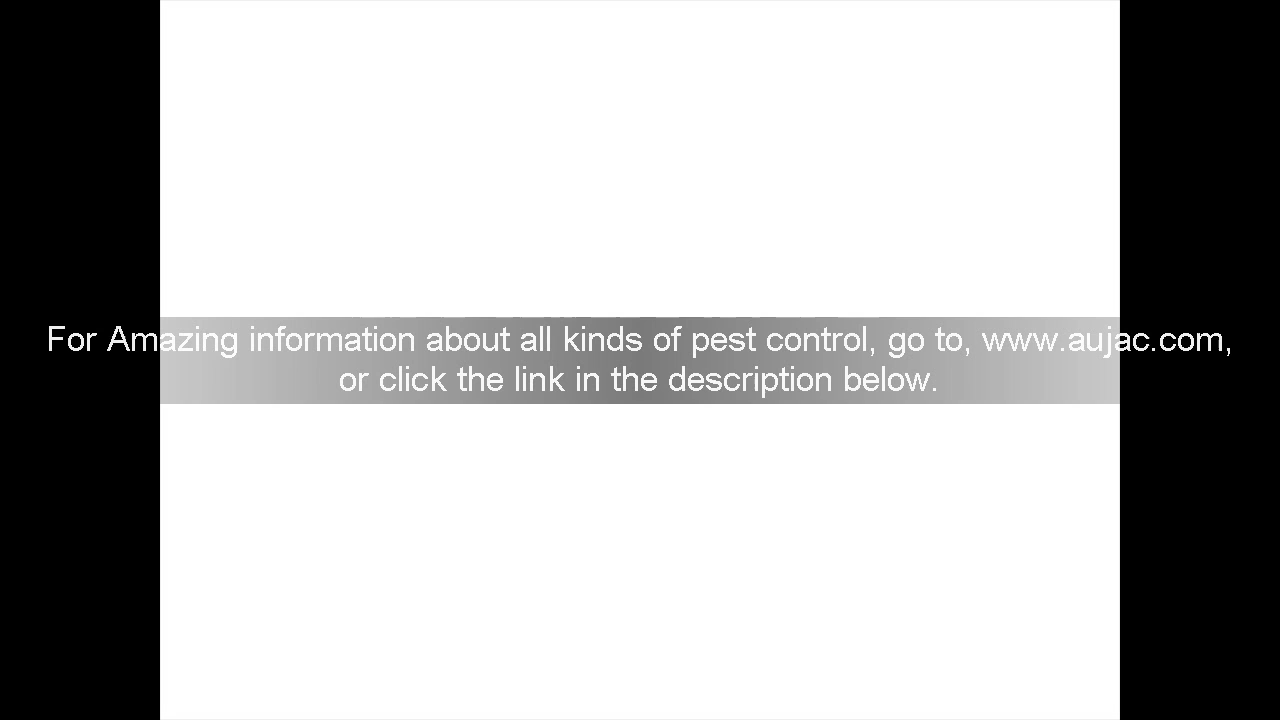 For Amazing information about all kinds of pest control, go to, www.aujac.com,
or click the link in the description below.